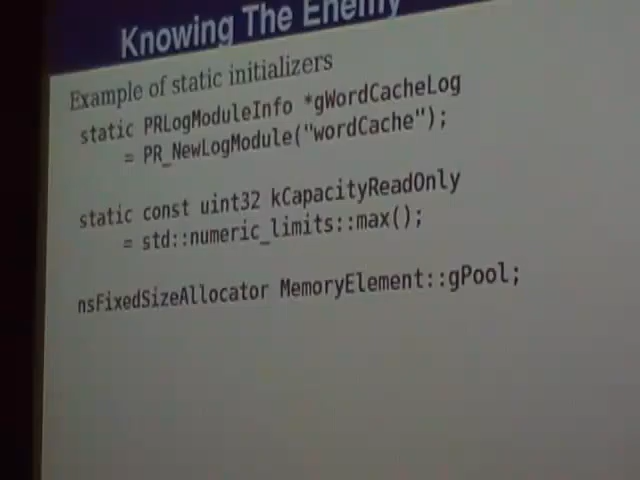 Knowing The Enemy
Example of static initializers
static PRLogModuleInfo *gWordCacheLog
= PR_NewLogModule("wordCache");
static const uint32 kCapacityReadOnly
= std::numeric_limits::max();
nsFixedSizeAllocator MemoryElement::gPool;